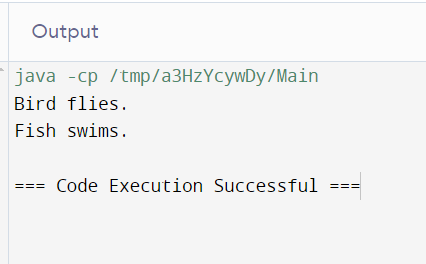 Output
java -cp /tmp/a3HzYcywDy/Main
Bird flies.
Fish swims.
=== Code Execution Successful ===